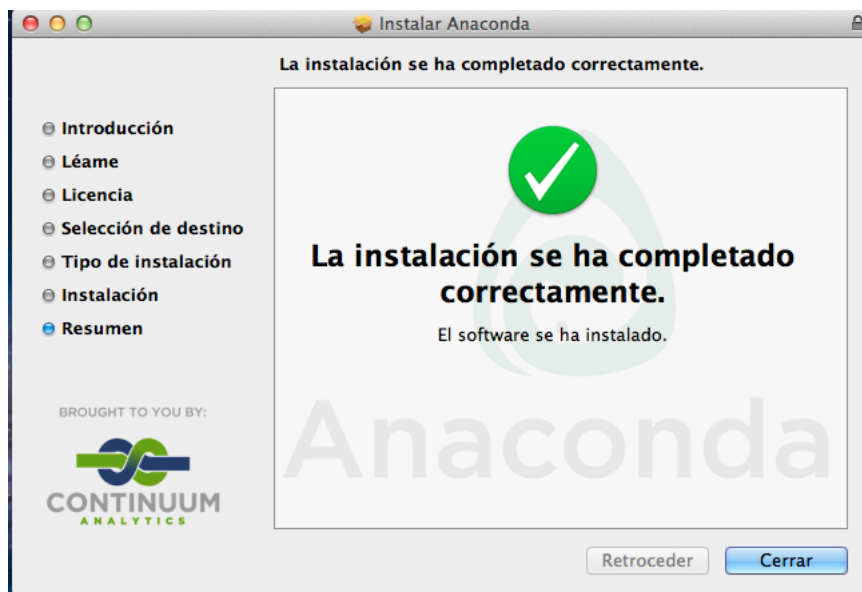 Instalar Anaconda
La instalación se ha completado correctamente.
Introducción
Léame
Licencia
Selección de destino
Tipo de instalación
Instalación
Resumen
La instalación se ha completado
correctamente.
El software se ha instalado.
Anaconda
BROUGHT TO YOU BY:
CONTINUUM
ANALYTICS
Retroceder
Cerrar